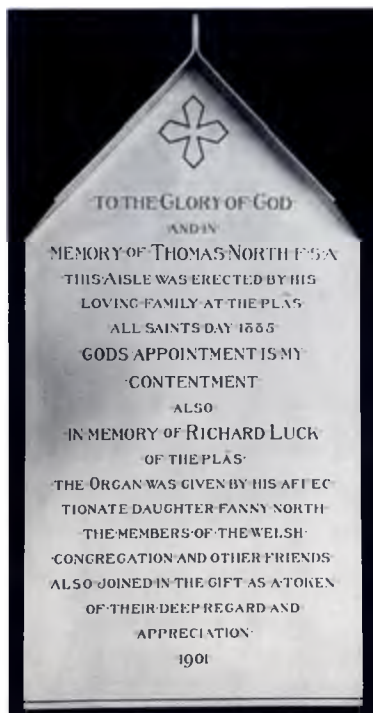 TO THE GLORY OF GOD
AND IN
MEMORY OF THOMAS NORTH F·S·A
THIS·AISLE WAS ERECTED BY HIS
LOVING FAMILY AT THE PLAS
ALL SAINTS DAY 1885
GODS APPOINTMENT IS MY
·CONTENTMENT
ALSO
IN MEMORY OF RICHARD LUCK
OF THE PLAS·
THE ORGAN WAS GIVEN BY HIS AFFEC
TIONATE DAUGHTER FANNY NORTH
THE·MEMBERS·OF·THE WELSH·
·CONGREGATION AND OTHER FRIENDS
ALSO JOINED IN THE GIFT AS·A·TOKEN
OF·THEIR·DEEP REGARD AND
APPRECIATION·
1901